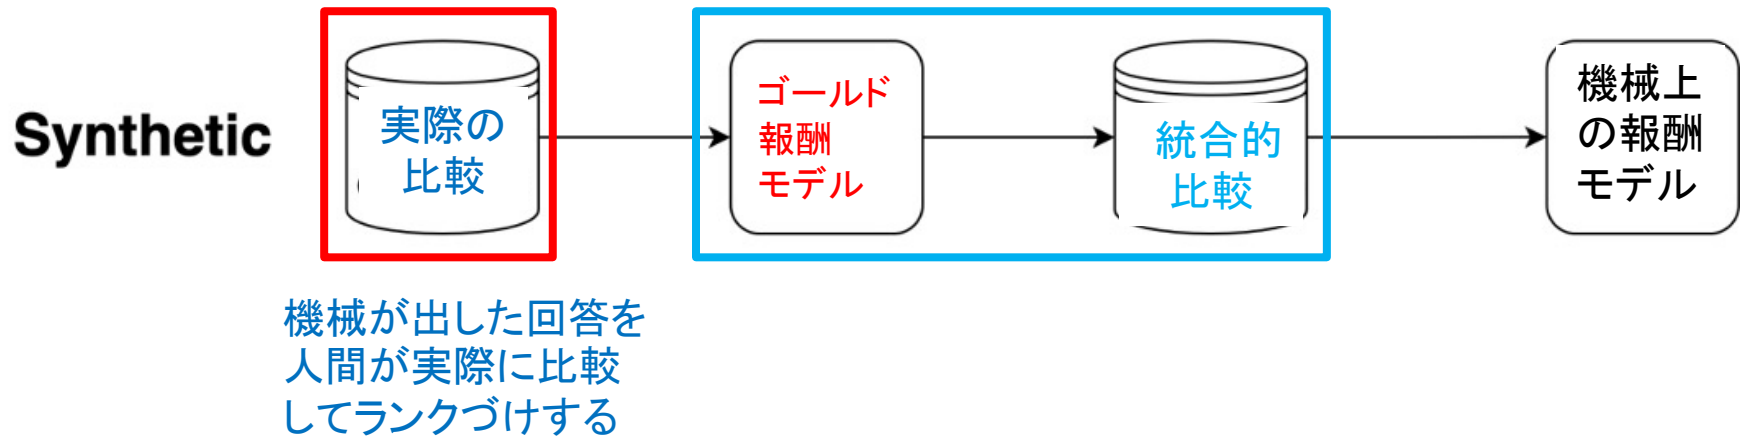 Synthetic
実際の
比較
ゴールド
報酬
モデル
統合的
比較
機械上
の報酬
モデル
機械が出した回答を
人間が実際に比較
してランクづけする